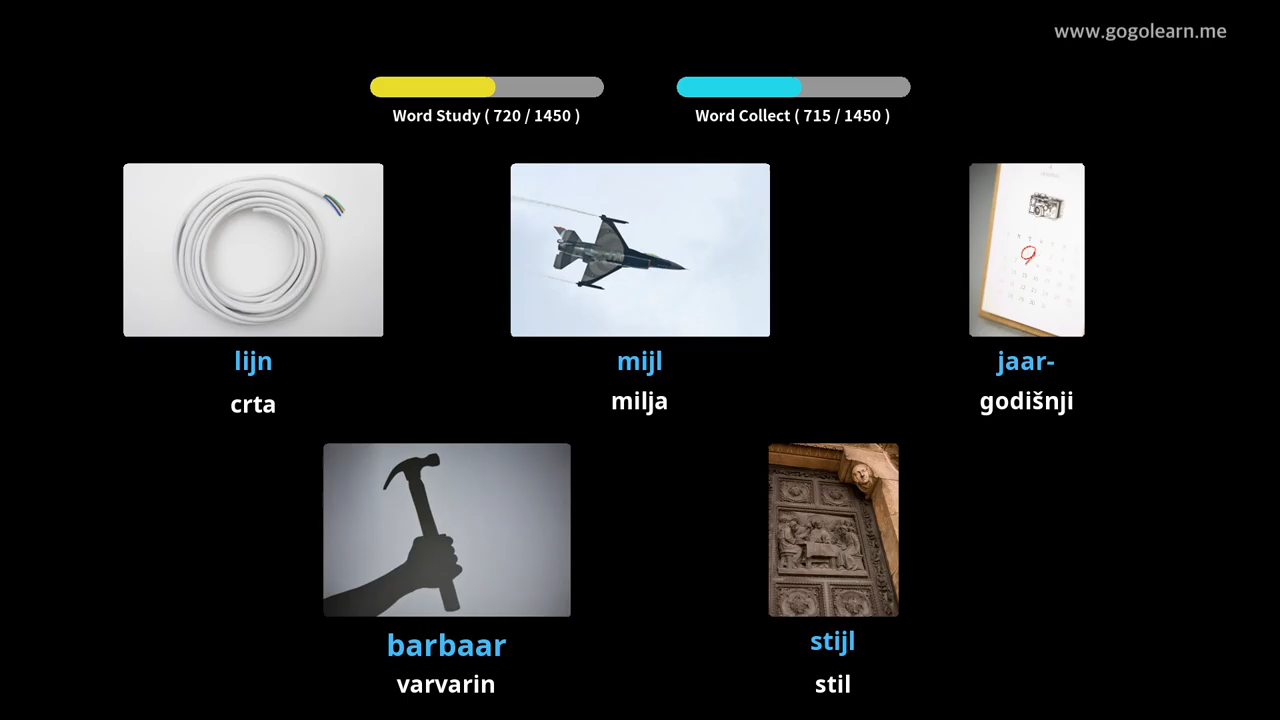 www.gogolearn.me
Word Study ( 720 / 1450 )
Word Collect ( 715 / 1450 )
lijn
crta
mijl
milja
jaar-
godišnji
barbaar
varvarin
stijl
stil